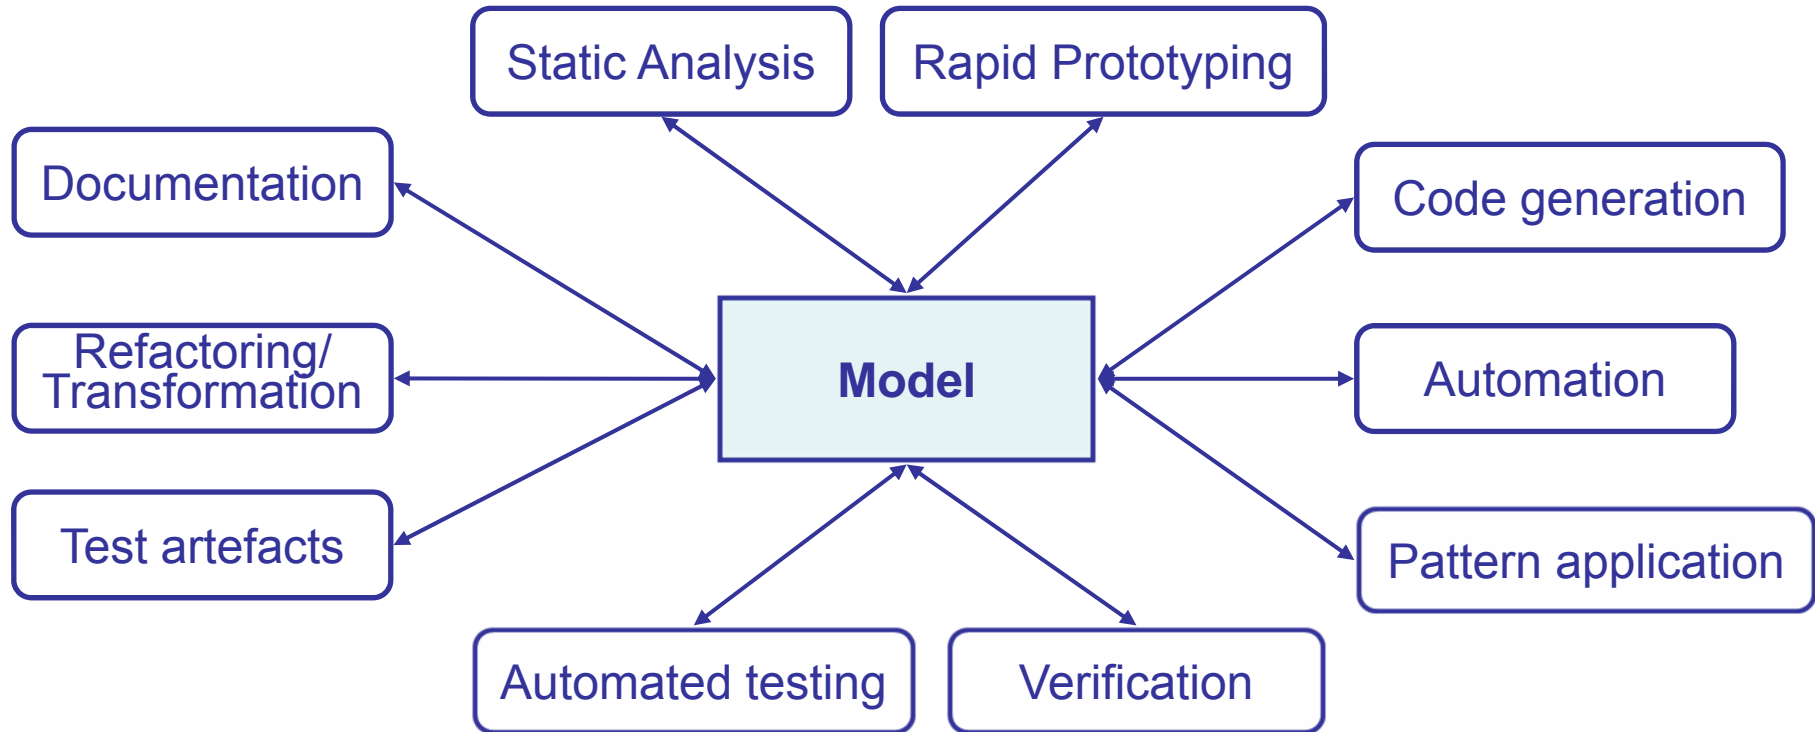 Static Analysis
Rapid Prototyping
Documentation
Code generation
Refactoring/
Transformation
Model
Automation
Test artefacts
Pattern application
Automated testing
Verification